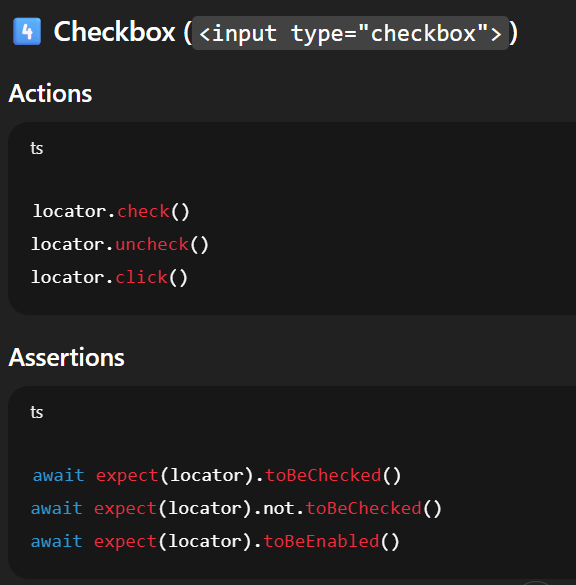 4 Checkbox (<input type="checkbox">)
Actions
ts
locator.check()
locator.uncheck()
locator.click()
Assertions
ts
await expect(locator).toBeChecked()
await expect(locator).not.toBeChecked()
await expect(locator).toBeEnabled()